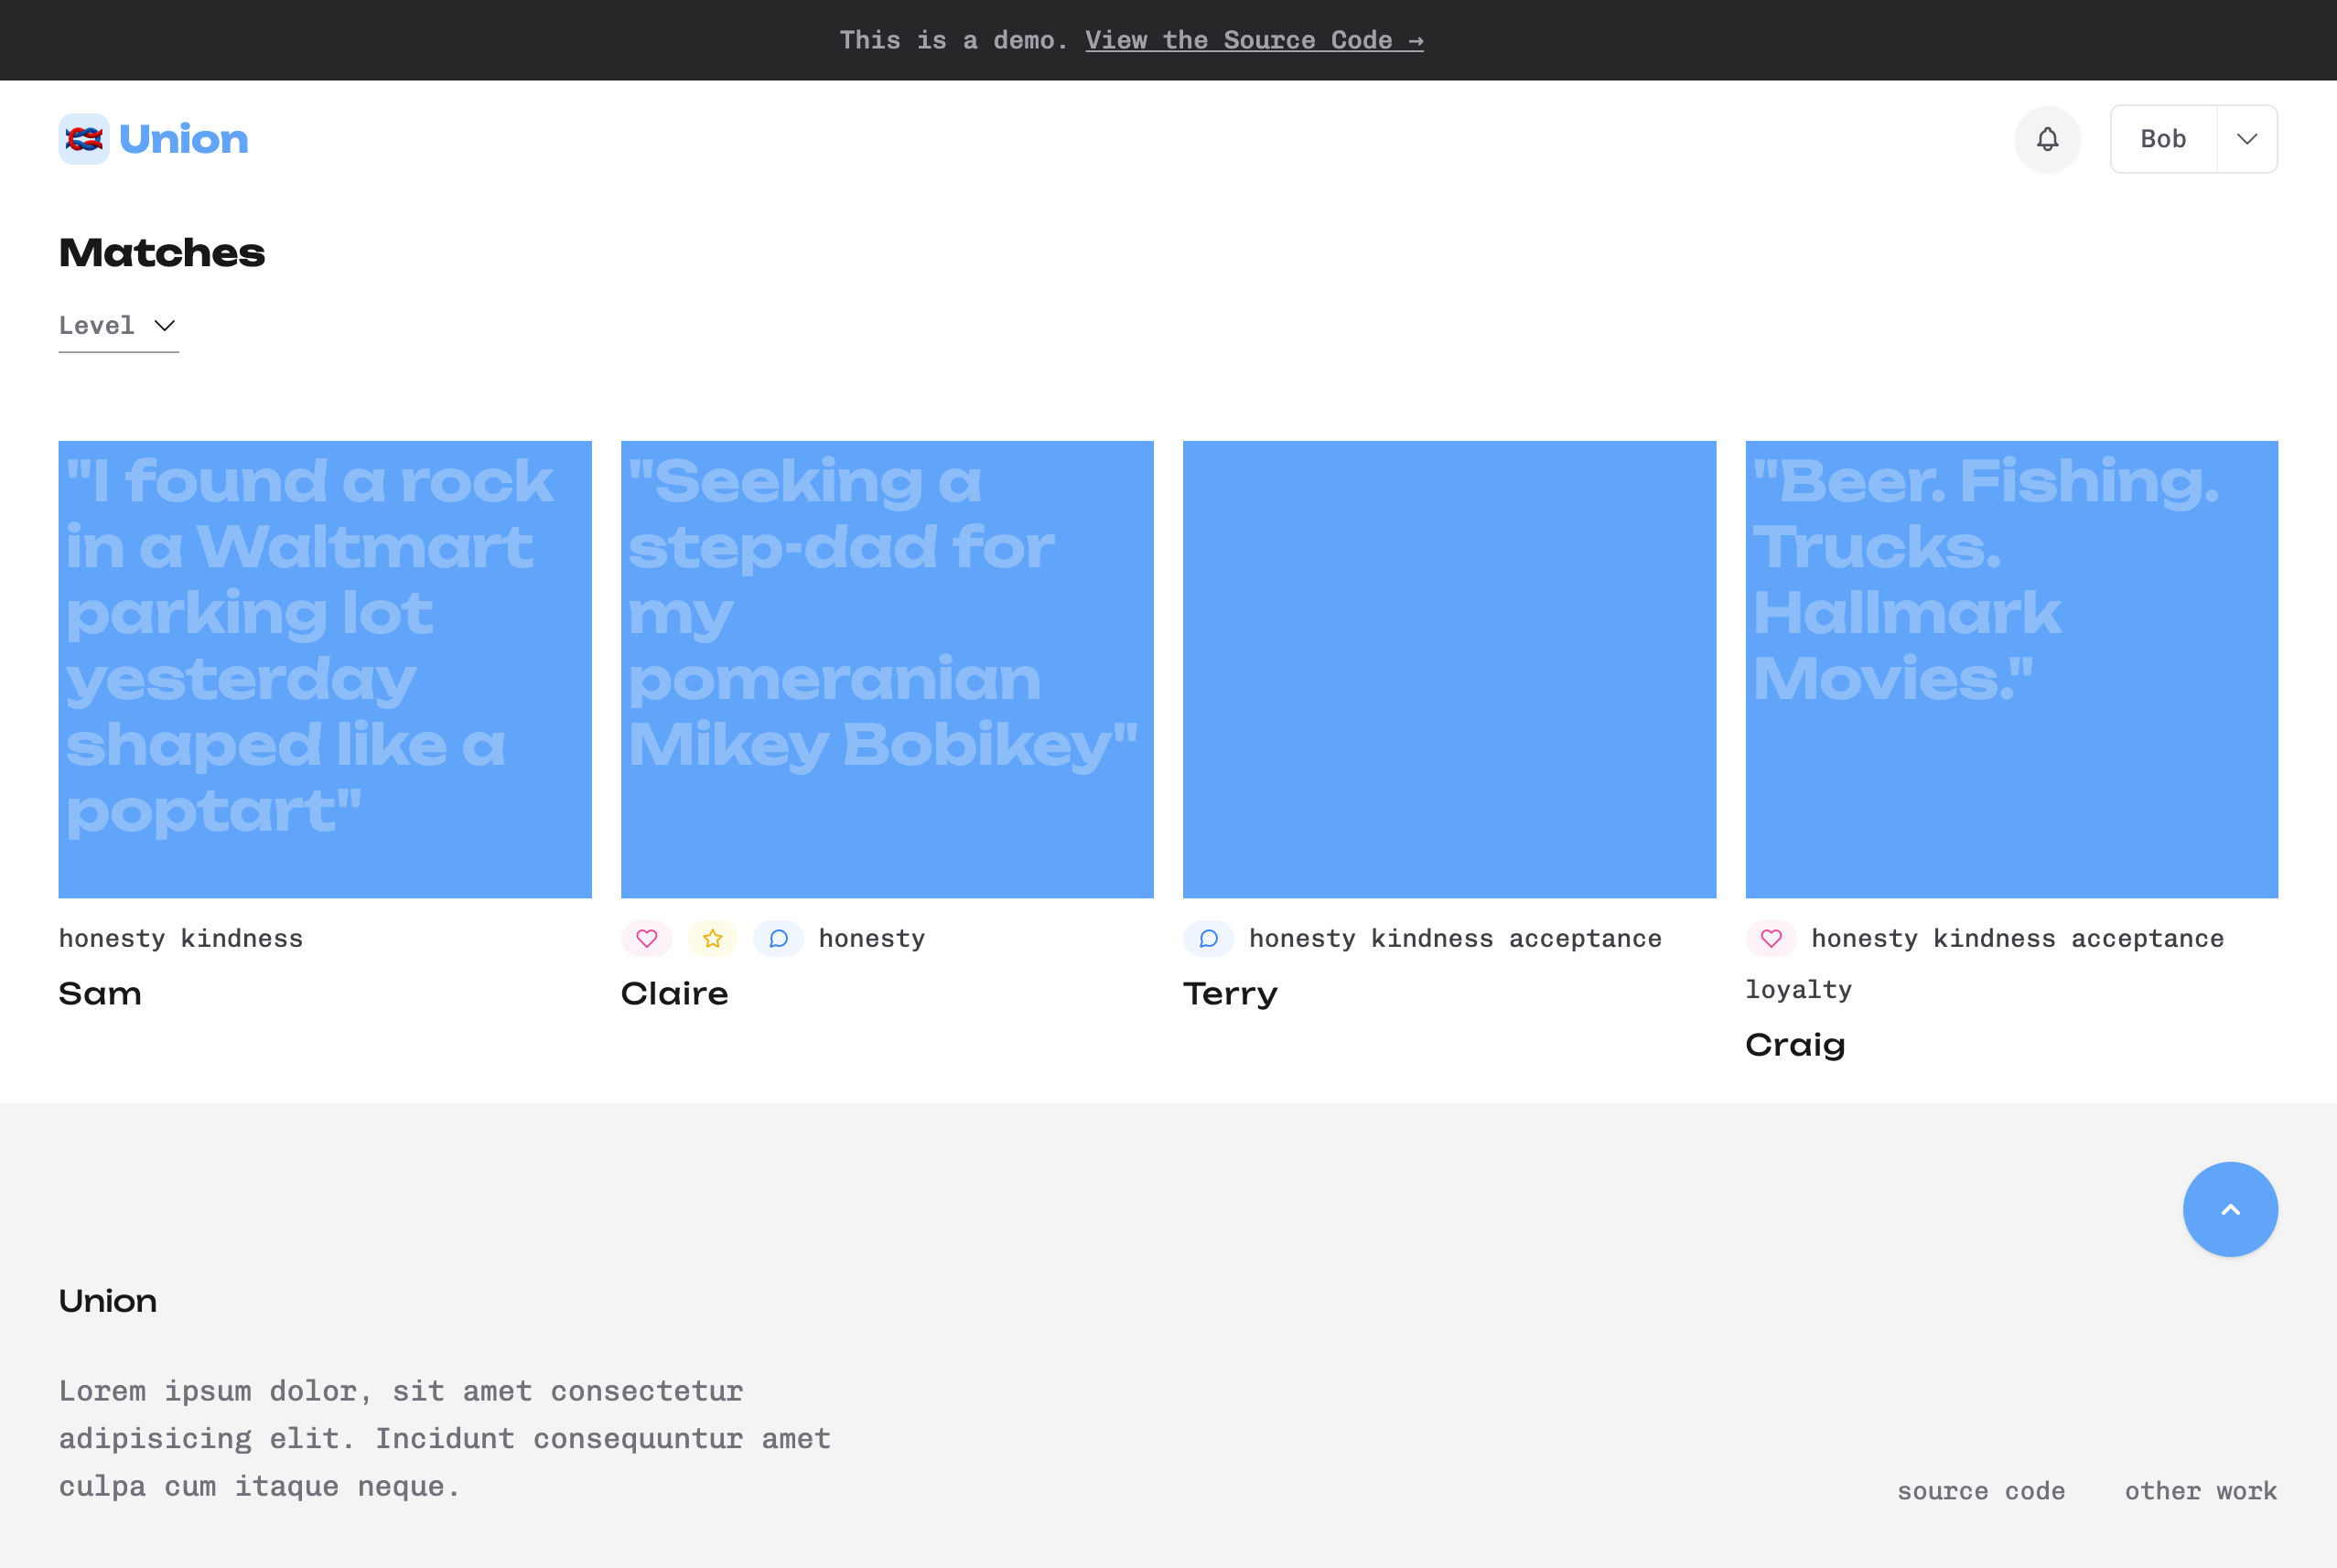 This is a demo. View the Source Code →
Union
Bob
Matches
Level
"I found a rock
in a Waltmart
parking lot
yesterday
shaped like a
poptart"
honesty kindness
Sam
"Seeking a
step-dad for
my
pomeranian
Mikey Bobikey"
honesty
Claire
honesty kindness acceptance
Terry
"Beer. Fishing.
Trucks.
Hallmark
Movies."
honesty kindness acceptance
loyalty
Craig
Union
Lorem ipsum dolor, sit amet consectetur
adipisicing elit. Incidunt consequuntur amet
culpa cum itaque neque.
source code
other work